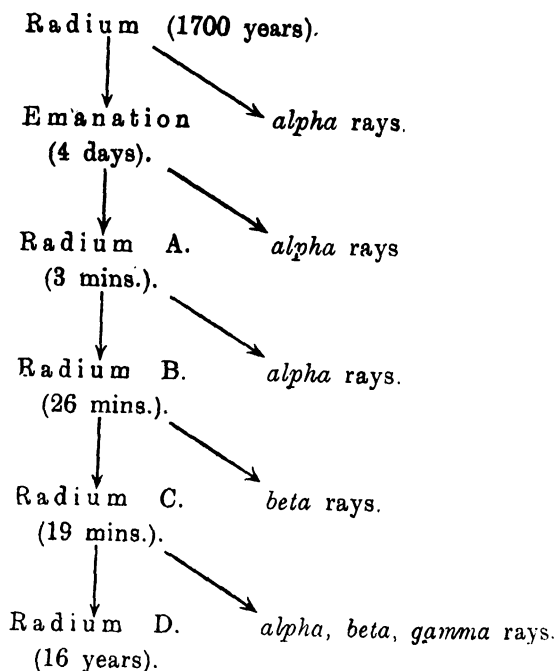 Radium (1700 years).
Emanation alpha rays.
(4 days).
Radium A. alpha rays
(3 mins.).
Radium B. alpha rays.
(26 mins.).
Radium C. beta rays.
(19 mins.).
Radium D. alpha, beta, gamma rays.
(16 years).